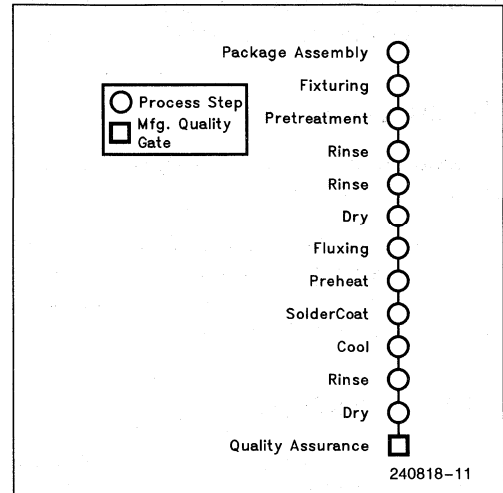 Package Assembly
Fixturing
Process Step
Mfg. Quality
Gate
Pretreatment
Rinse
Rinse
Dry
Fluxing
Preheat
SolderCoat
Cool
Rinse
Dry
Quality Assurance
240818-11